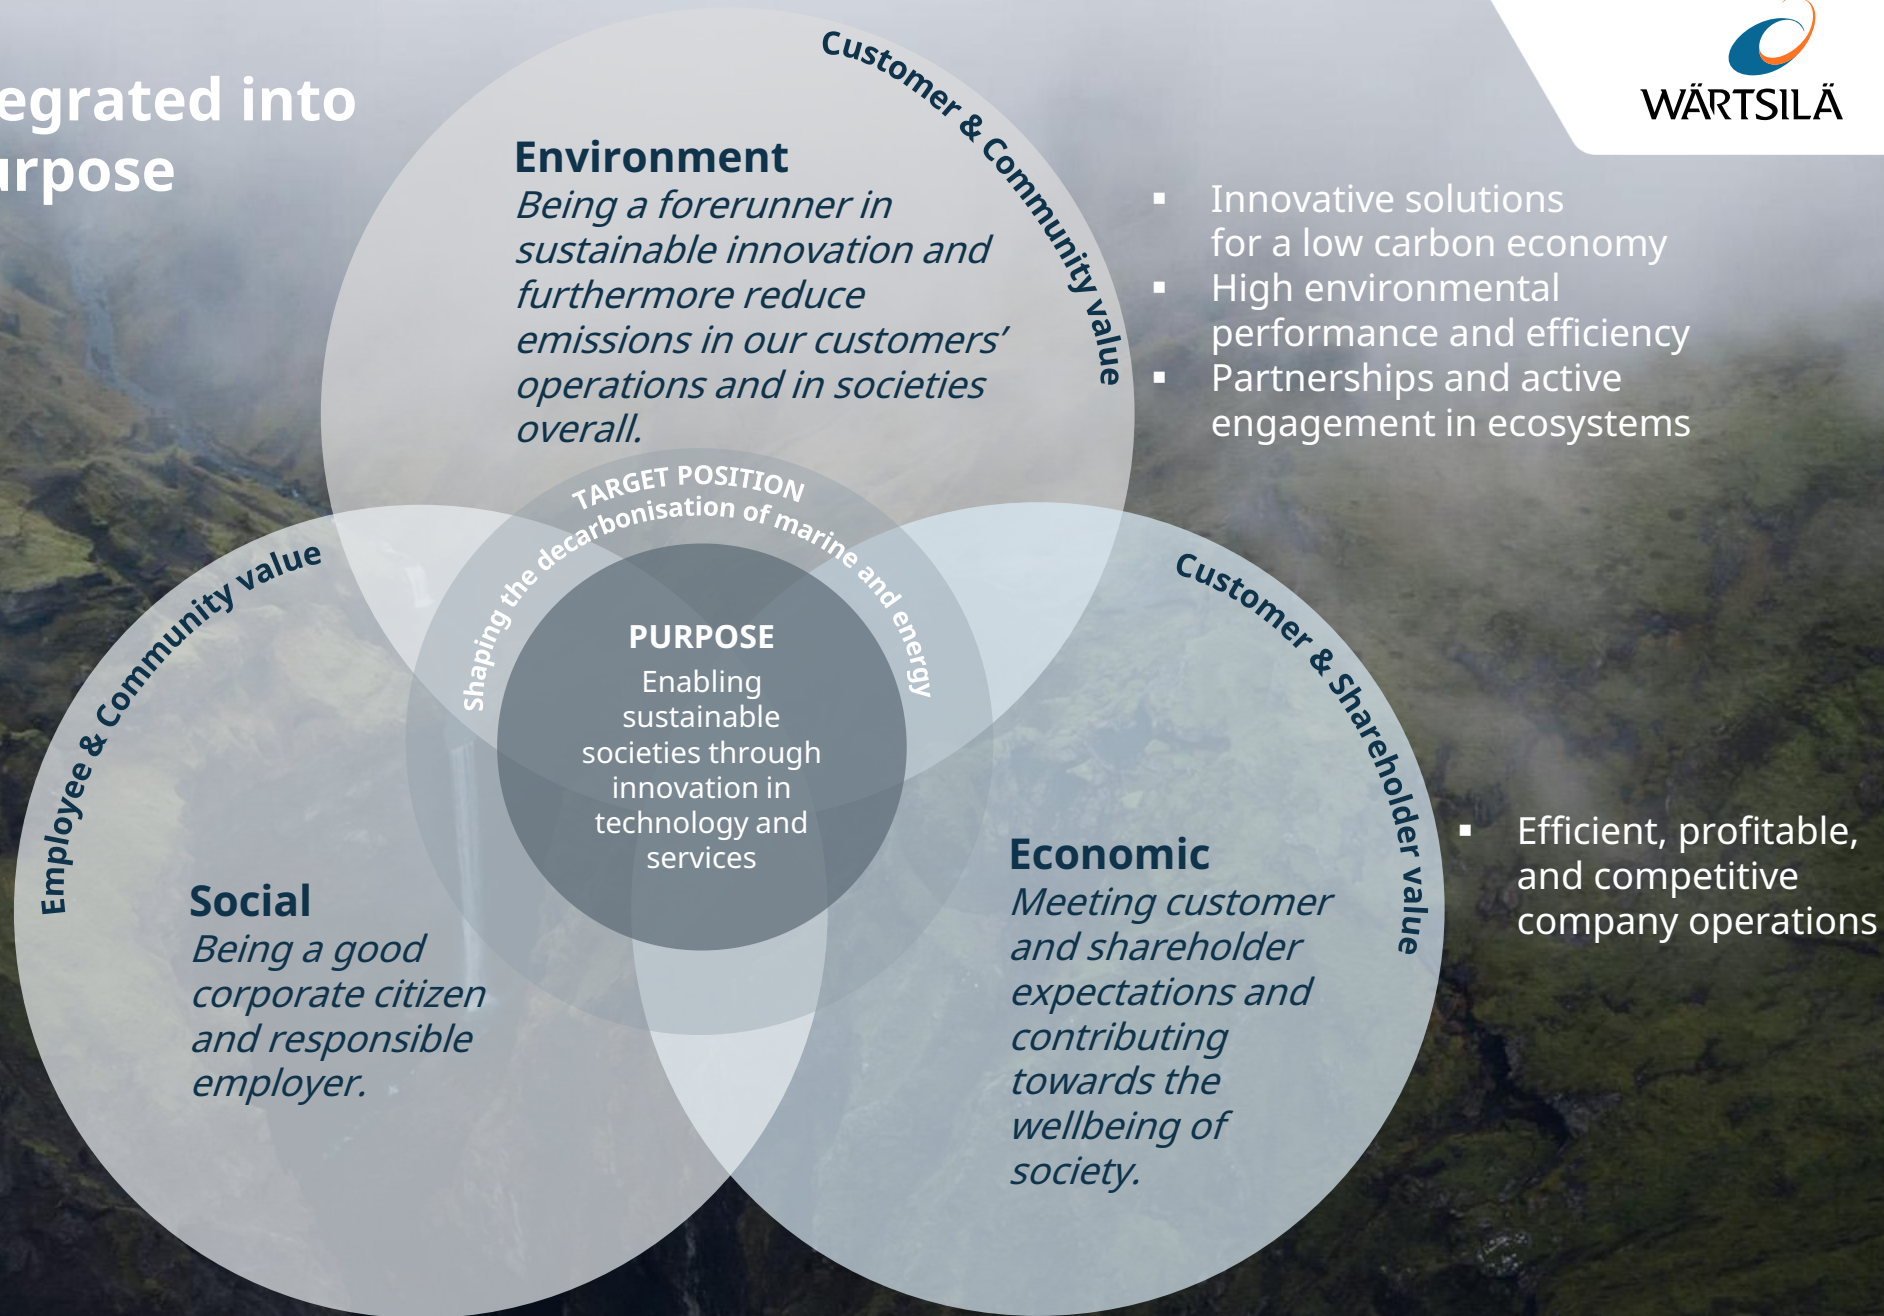 egrated into
urpose
WÄRTSILÄ
Customer & Community value
Environment
Being a forerunner in
sustainable innovation and
furthermore reduce
emissions in our customers’
operations and in societies
overall.
▪ Innovative solutions
for a low carbon economy
▪ High environmental
performance and efficiency
▪ Partnerships and active
engagement in ecosystems
TARGET POSITION
Shaping the decarbonisation of marine and energy
PURPOSE
Enabling
sustainable
societies through
innovation in
technology and
services
Employee & Community value
Social
Being a good
corporate citizen
and responsible
employer.
Customer & Shareholder value
Economic
Meeting customer
and shareholder
expectations and
contributing
towards the
wellbeing of
society.
▪ Efficient, profitable,
and competitive
company operations